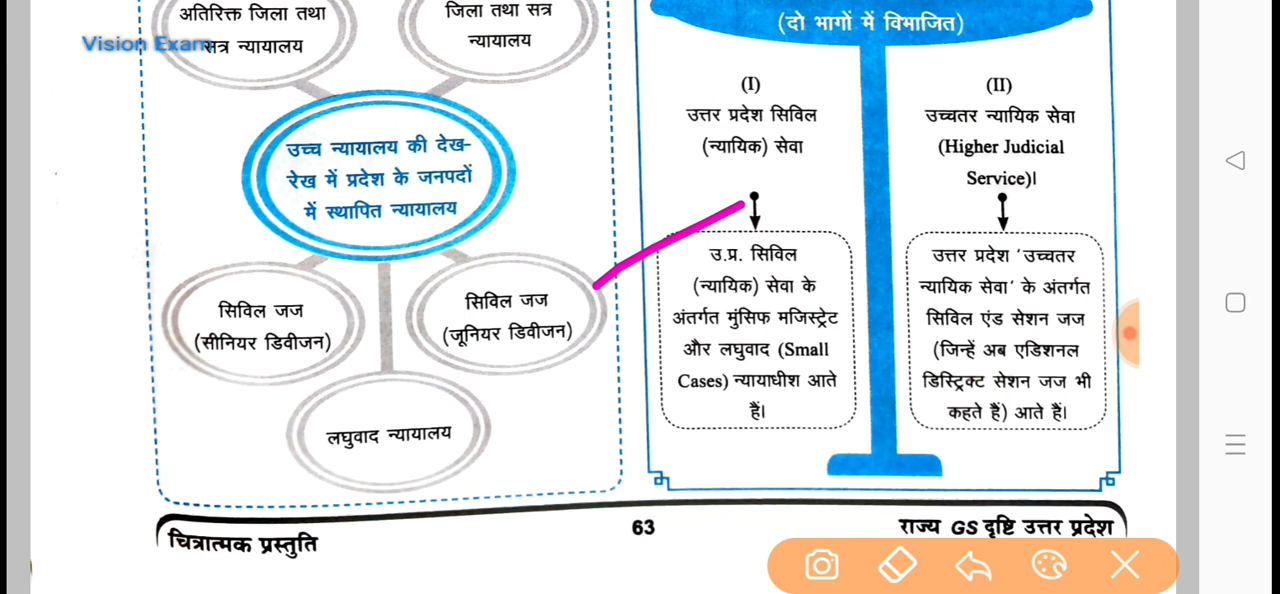 अतिरिक्त जिला तथा
सत्र न्यायालय
Vision Exam
जिला तथा सत्र
न्यायालय
उच्च न्यायालय की देख-
रेख में प्रदेश के जनपदों
में स्थापित न्यायालय
सिविल जज
(सीनियर डिवीजन)
सिविल जज
(जूनियर डिवीजन)
लघुवाद न्यायालय
(दो भागों में विभाजित)
(I)
उत्तर प्रदेश सिविल
(न्यायिक) सेवा
उ.प्र. सिविल
(न्यायिक) सेवा के
अंतर्गत मुंसिफ मजिस्ट्रेट
और लघुवाद (Small
Cases) न्यायाधीश आते
हैं।
(II)
उच्चतर न्यायिक सेवा
(Higher Judicial
Service)।
उत्तर प्रदेश 'उच्चतर
न्यायिक सेवा' के अंतर्गत
सिविल एंड सेशन जज
(जिन्हें अब एडिशनल
डिस्ट्रिक्ट सेशन जज भी
कहते हैं) आते हैं।
चित्रात्मक प्रस्तुति
63
राज्य GS दृष्टि उत्तर प्रदेश